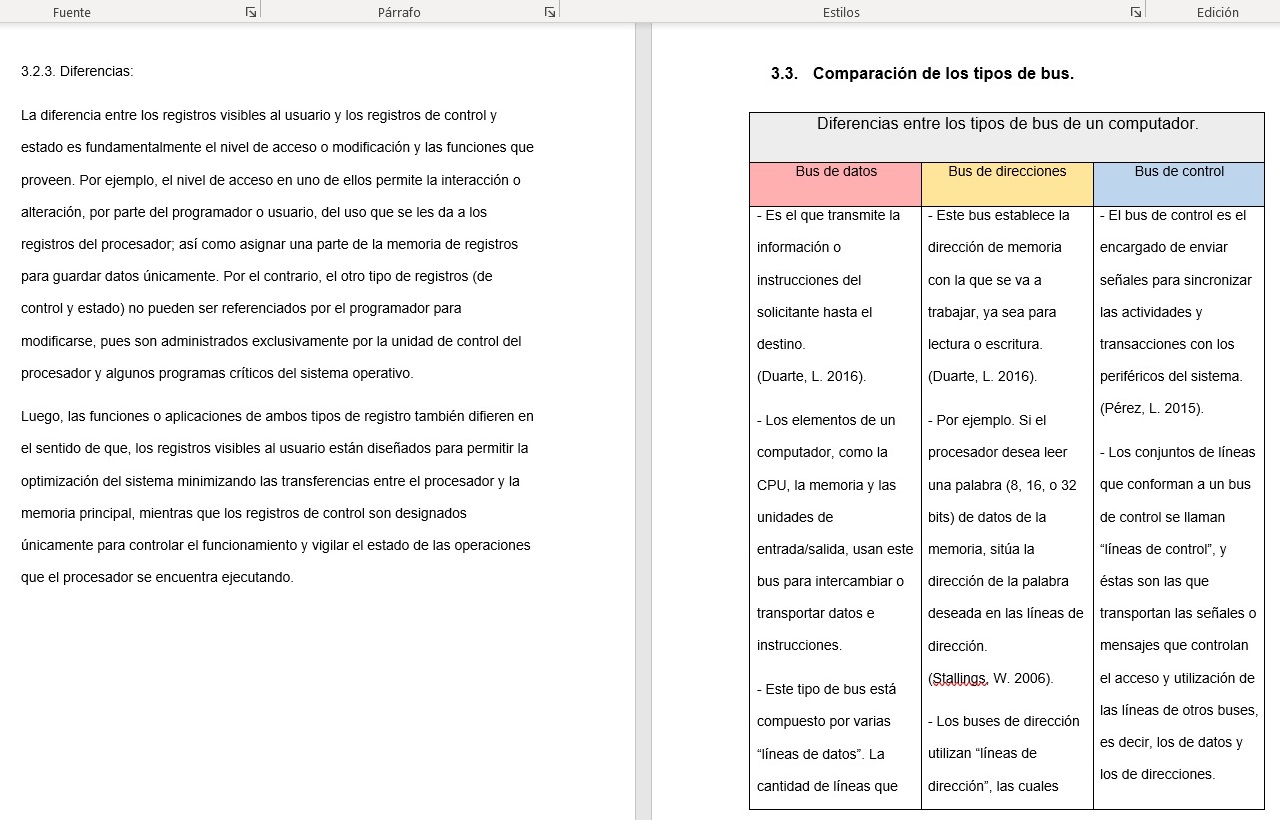 Fuente
Párrafo
Estilos
Edición
3.2.3. Diferencias:
La diferencia entre los registros visibles al usuario y los registros de control y
estado es fundamentalmente el nivel de acceso o modificación y las funciones que
proveen. Por ejemplo, el nivel de acceso en uno de ellos permite la interacción o
alteración, por parte del programador o usuario, del uso que se les da a los
registros del procesador; así como asignar una parte de la memoria de registros
para guardar datos únicamente. Por el contrario, el otro tipo de registros (de
control y estado) no pueden ser referenciados por el programador para
modificarse, pues son administrados exclusivamente por la unidad de control del
procesador y algunos programas críticos del sistema operativo.
Luego, las funciones o aplicaciones de ambos tipos de registro también difieren en
el sentido de que, los registros visibles al usuario están diseñados para permitir la
optimización del sistema minimizando las transferencias entre el procesador y la
memoria principal, mientras que los registros de control son designados
únicamente para controlar el funcionamiento y vigilar el estado de las operaciones
que el procesador se encuentra ejecutando.
3.3. Comparación de los tipos de bus.
Diferencias entre los tipos de bus de un computador.
Bus de datos
- Es el que transmite la
información o
instrucciones del
solicitante hasta el
destino.
(Duarte, L. 2016).
- Los elementos de un
computador, como la
CPU, la memoria y las
unidades de
entrada/salida, usan este
bus para intercambiar o
transportar datos e
instrucciones.
- Este tipo de bus está
compuesto por varias
“líneas de datos”. La
cantidad de líneas que
Bus de direcciones
- Este bus establece la
dirección de memoria
con la que se va a
trabajar, ya sea para
lectura o escritura.
(Duarte, L. 2016).
- Por ejemplo. Si el
procesador desea leer
una palabra (8, 16, o 32
bits) de datos de la
memoria, sitúa la
dirección de la palabra
deseada en las líneas de
dirección.
(Stallings, W. 2006).
- Los buses de dirección
utilizan “líneas de
dirección”, las cuales
Bus de control
- El bus de control es el
encargado de enviar
señales para sincronizar
las actividades y
transacciones con los
periféricos del sistema.
(Pérez, L. 2015).
- Los conjuntos de líneas
que conforman a un bus
de control se llaman
“líneas de control”, y
éstas son las que
transportan las señales o
mensajes que controlan
el acceso y utilización de
las líneas de otros buses,
es decir, los de datos y
los de direcciones.